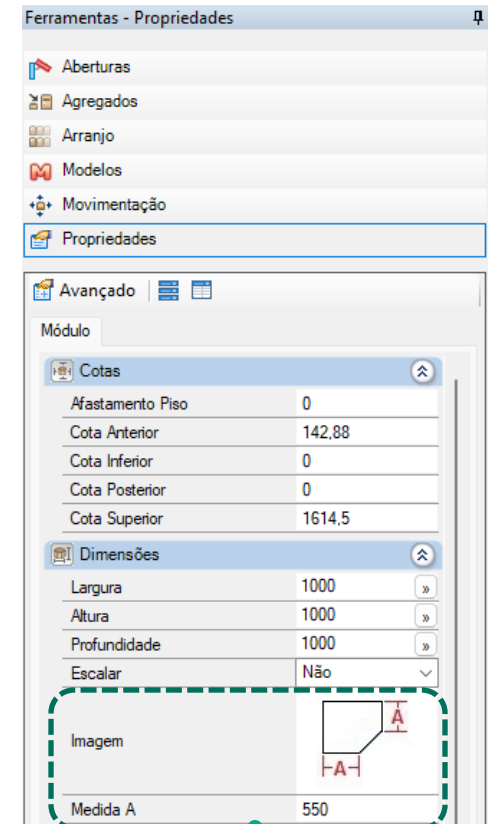 Ferramentas - Propriedades
Aberturas
Agregados
Arranjo
Modelos
Movimentação
Propriedades
Avançado
Módulo
Cotas
Afastamento Piso 0
Cota Anterior 142,88
Cota Inferior 0
Cota Posterior 0
Cota Superior 1614,5
Dimensões
Largura 1000
Altura 1000
Profundidade 1000
Escalar Não
A
Imagem
A
Medida A 550